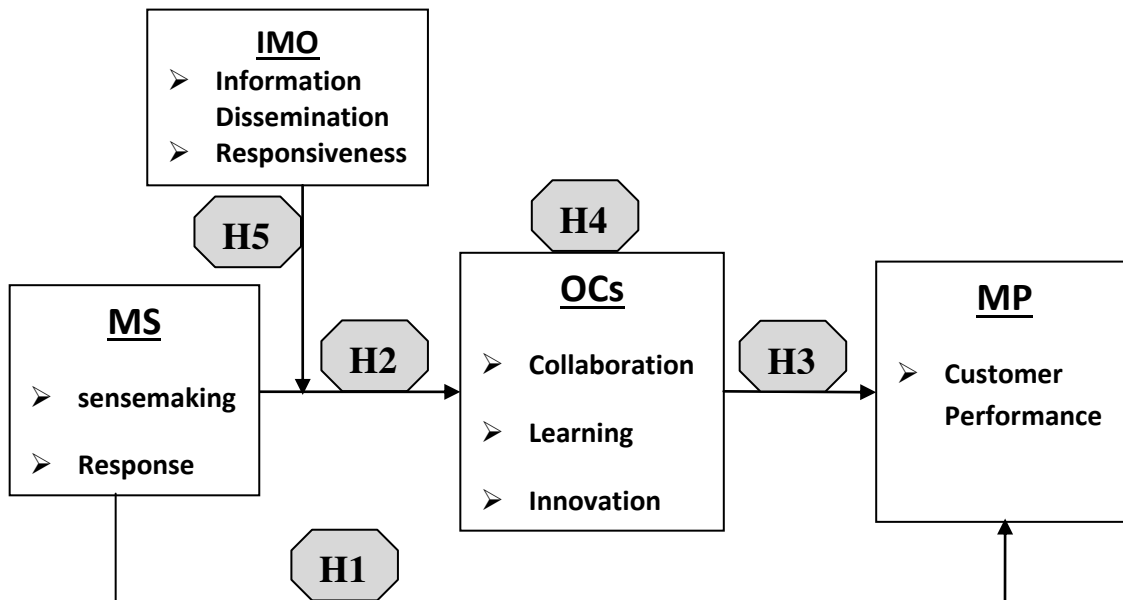 IMO
➢ Information
Dissemination
➢ Responsiveness
H5
H4
MS
➢ sensemaking
➢ Response
H2
OCs
➢ Collaboration
➢ Learning
➢ Innovation
H3
MP
➢ Customer
Performance
H1